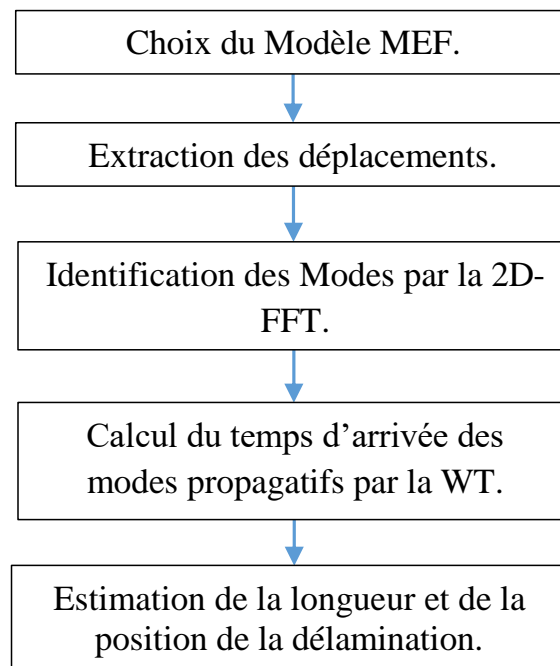 Choix du Modèle MEF.
Extraction des déplacements.
Identification des Modes par la 2D-
FFT.
Calcul du temps d’arrivée des
modes propagatifs par la WT.
Estimation de la longueur et de la
position de la délamination.